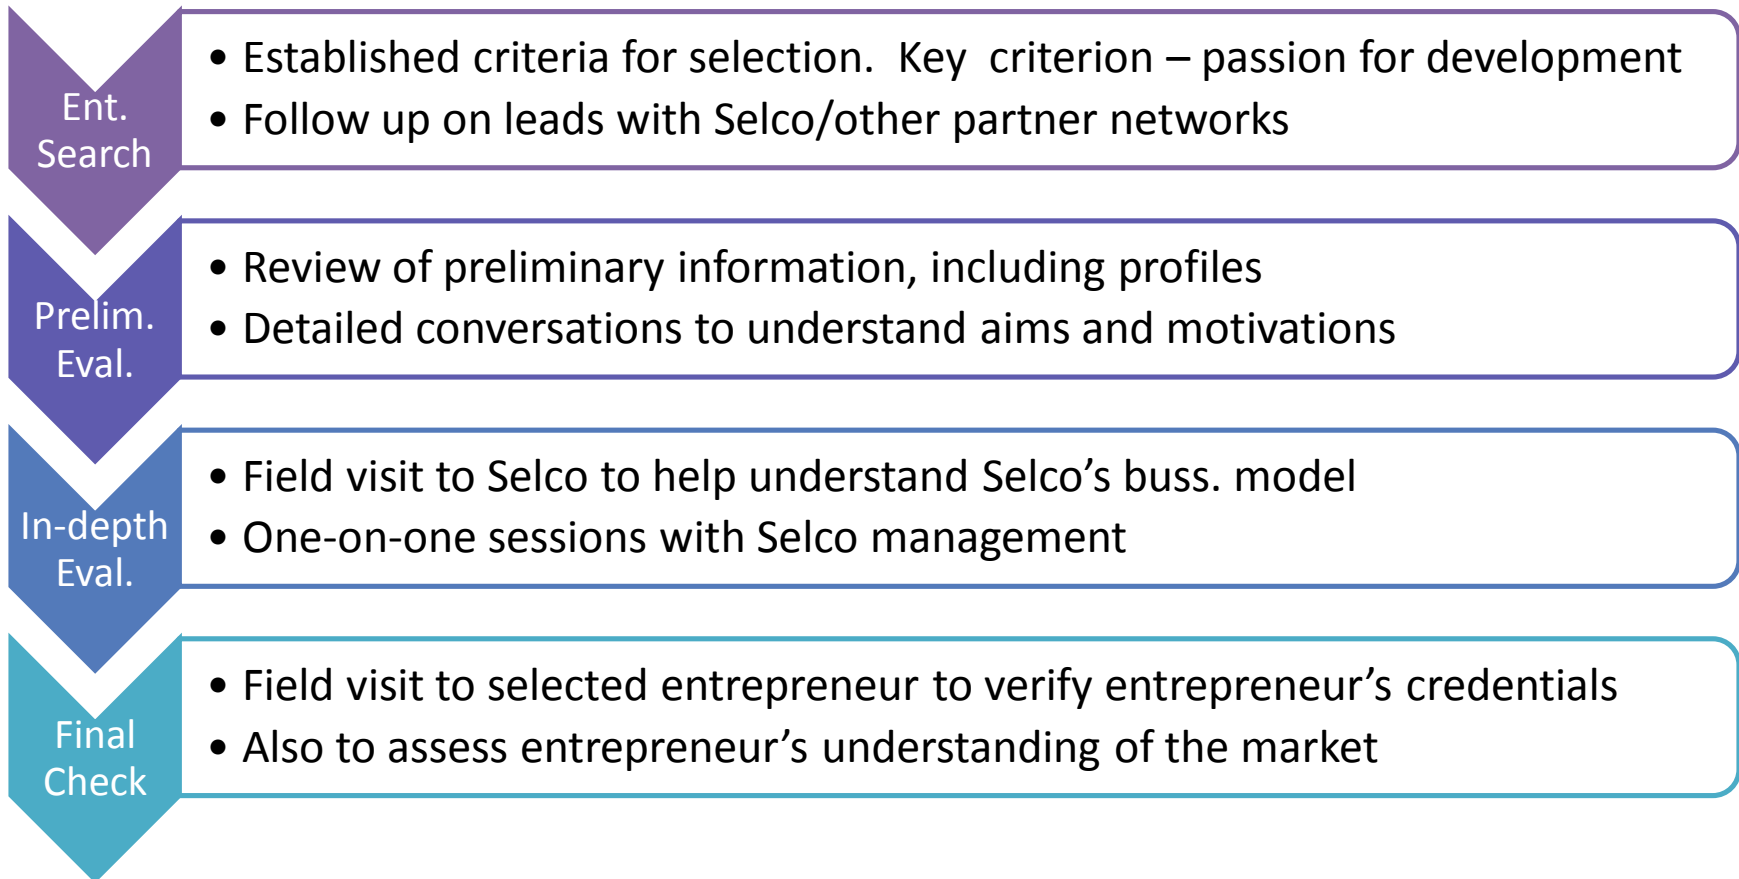 Ent.
Search
• Established criteria for selection.  Key  criterion – passion for development
• Follow up on leads with Selco/other partner networks
Prelim.
Eval.
• Review of preliminary information, including profiles
• Detailed conversations to understand aims and motivations
In-depth
Eval.
• Field visit to Selco to help understand Selco’s buss. model
• One-on-one sessions with Selco management
Final
Check
• Field visit to selected entrepreneur to verify entrepreneur’s credentials
• Also to assess entrepreneur’s understanding of the market